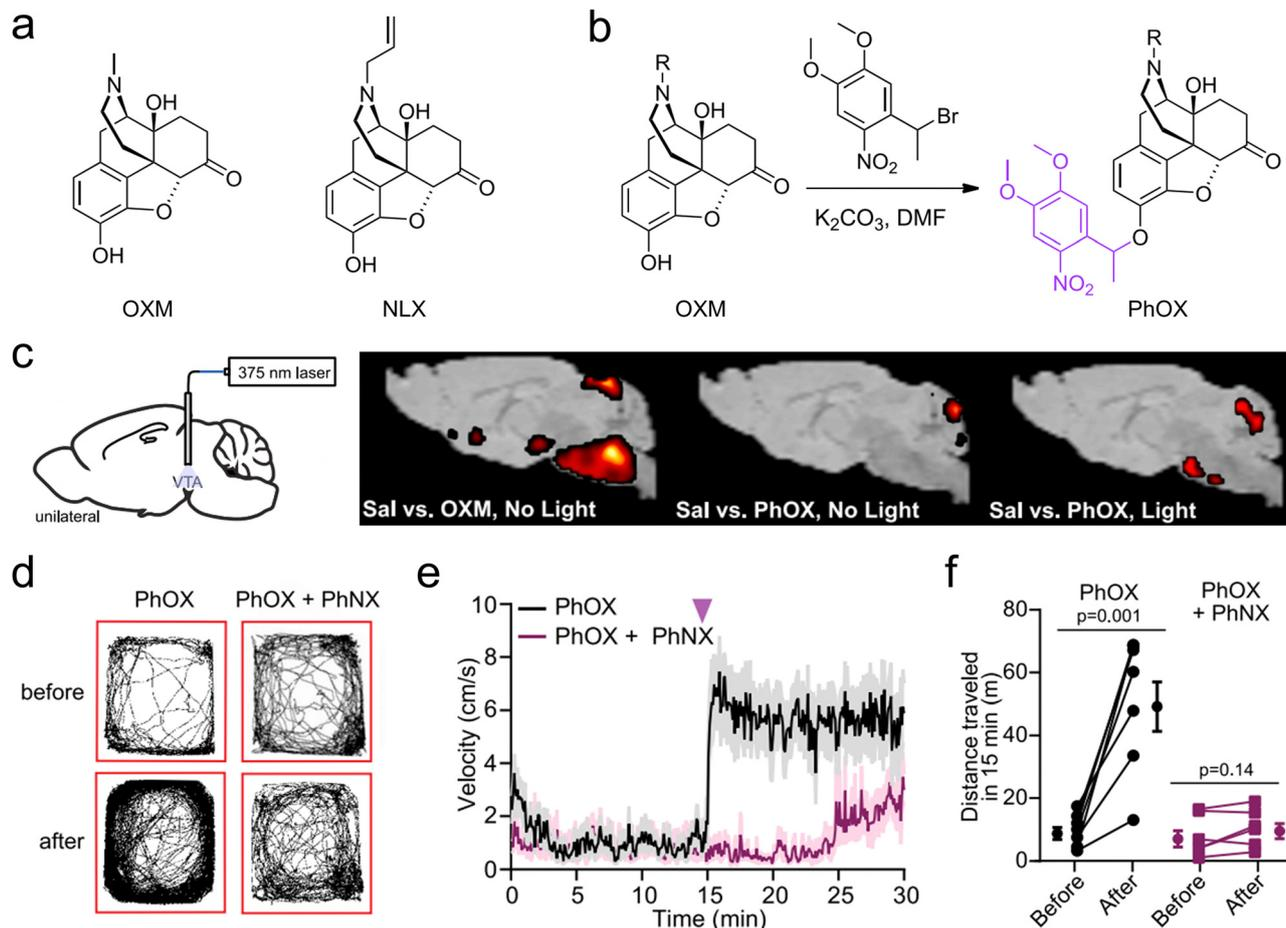 a
N
OH
O
O
OH
OXM
N
OH
O
O
OH
NLX
b
R
N
OH
O
O
OH
OXM
O
O
Br
NO2
K2CO3, DMF
R
N
OH
O
O
O
O
O
NO2
PhOX
c
375 nm laser
VTA
unilateral
Sal vs. OXM, No Light
Sal vs. PhOX, No Light
Sal vs. PhOX, Light
d
PhOX
PhOX + PhNX
before
after
e
PhOX
PhOX + PhNX
Velocity (cm/s)
10
8
6
4
2
0
0 5 10 15 20 25 30
Time (min)
f
PhOX
p=0.001
PhOX
+ PhNX
p=0.14
Distance traveled
in 15 min (m)
80
60
40
20
0
Before
After
Before
After